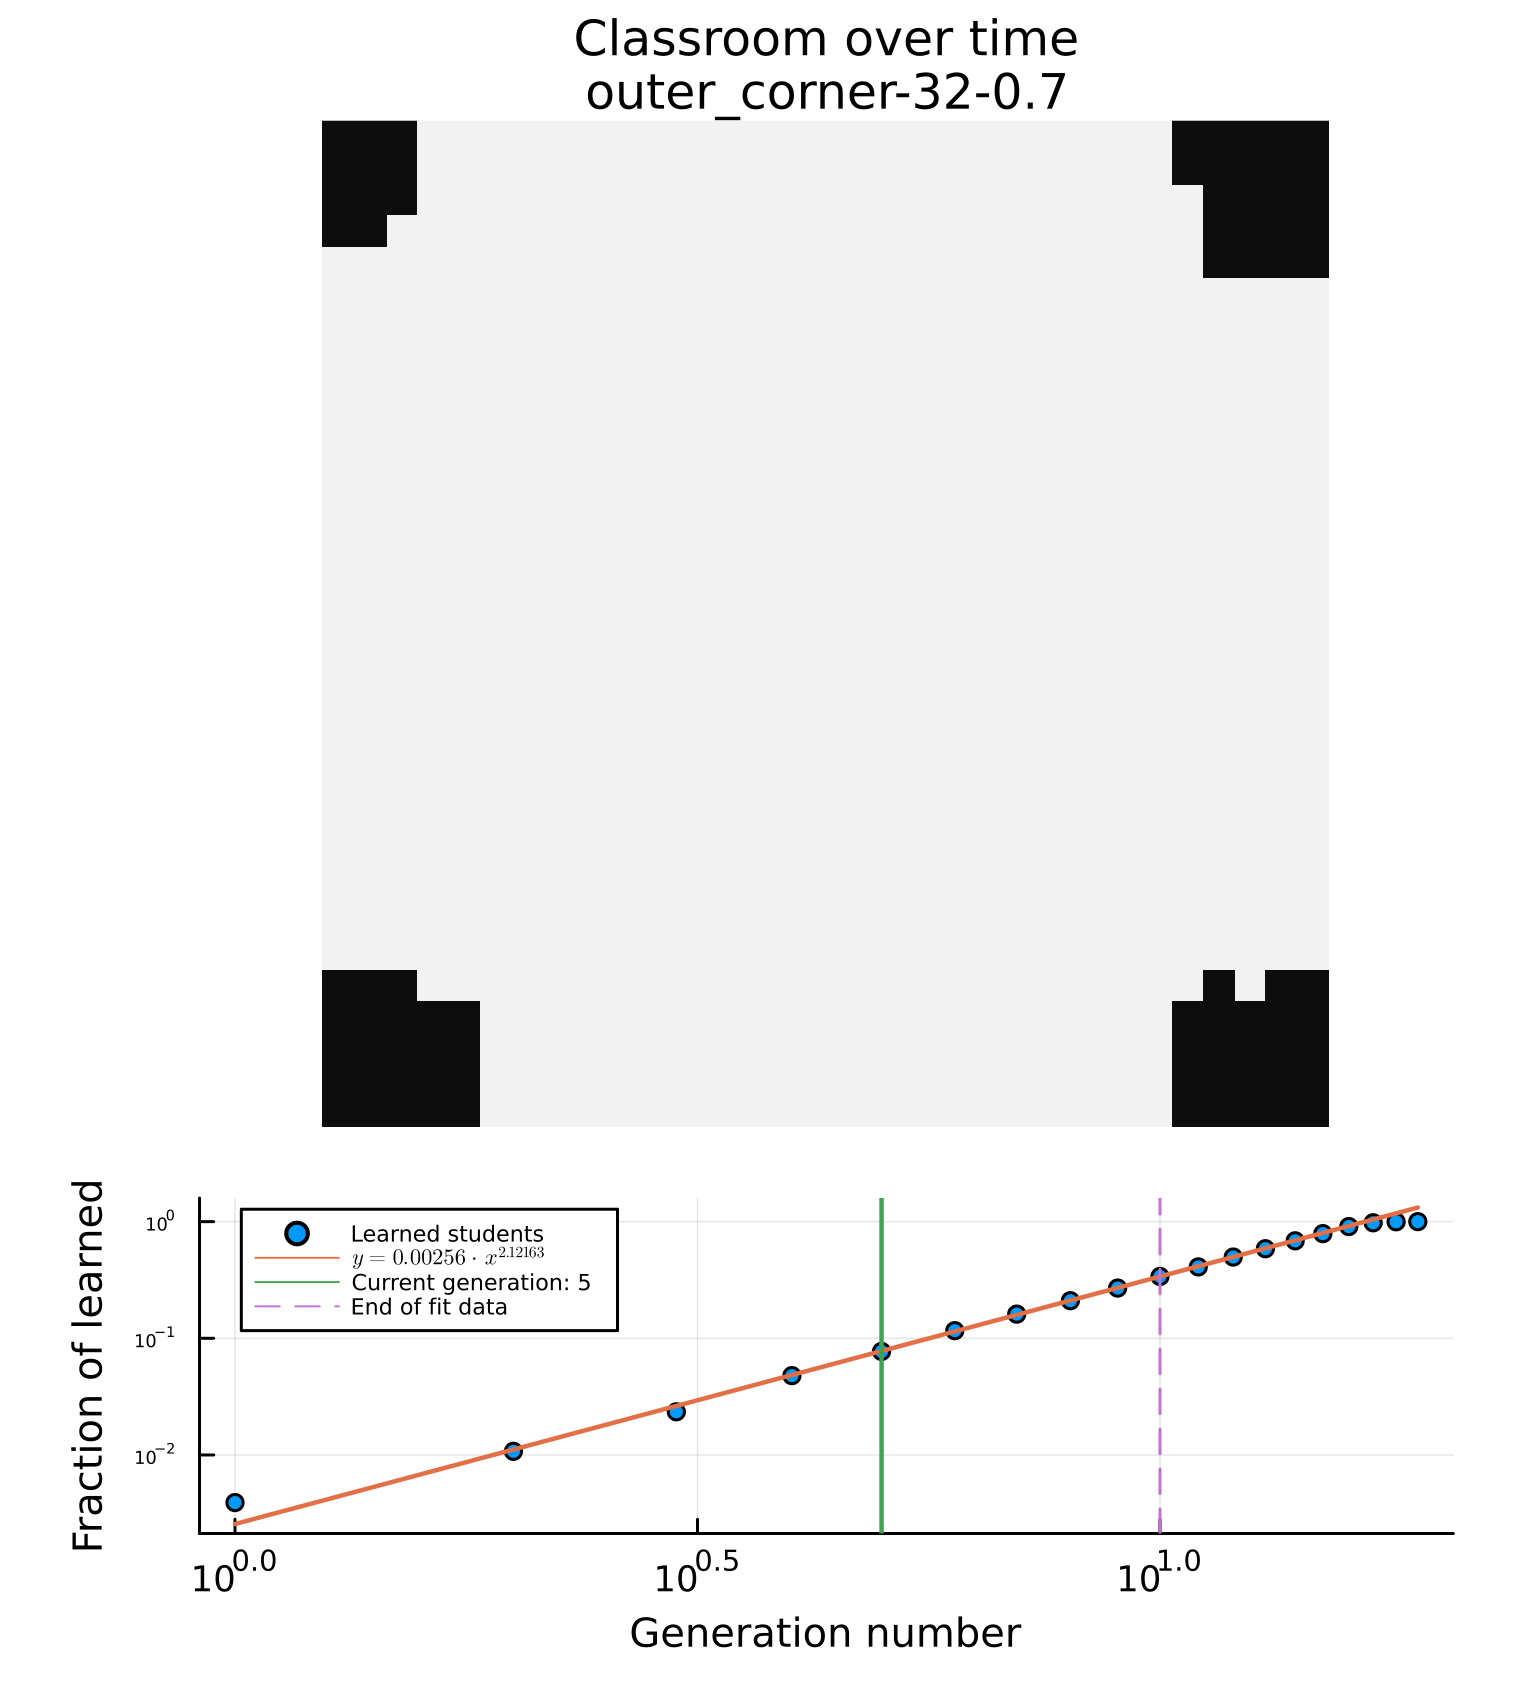 Classroom over time
outer_corner-32-0.7
Fraction of learned
10⁰
10⁻¹
10⁻²
Learned students
y = 0.00256 · x^2.12163
Current generation: 5
End of fit data
10^0.0
10^0.5
10^1.0
Generation number